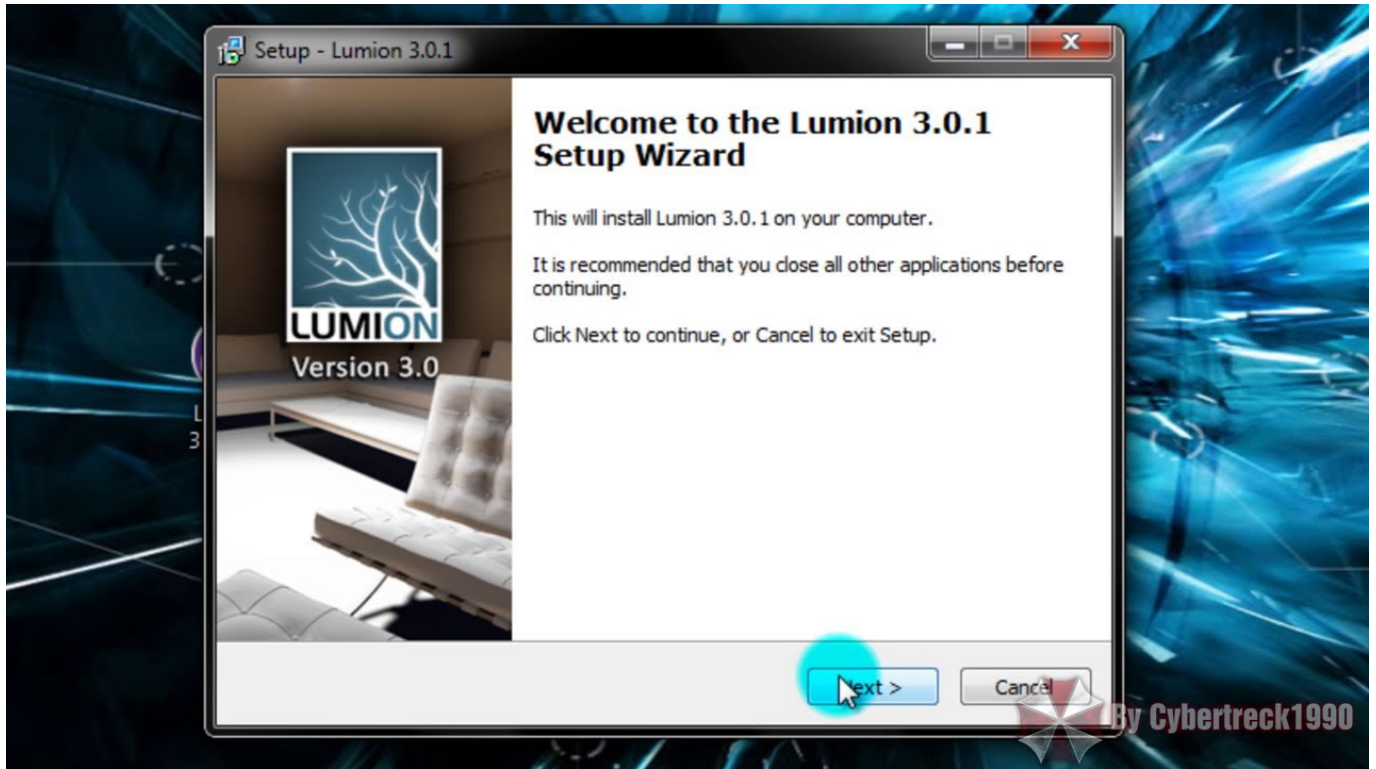 Setup - Lumion 3.0.1
Welcome to the Lumion 3.0.1
Setup Wizard
This will install Lumion 3.0.1 on your computer.
It is recommended that you close all other applications before
continuing.
Click Next to continue, or Cancel to exit Setup.
LUMION
Version 3.0
L
3
Next >
Cancel
By Cybertreck1990